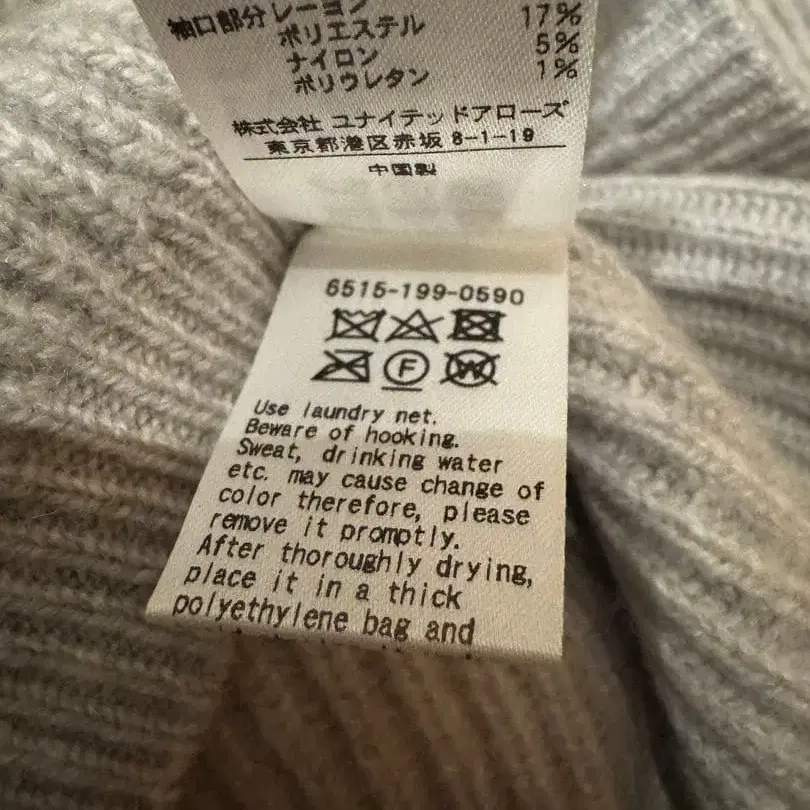 袖口部分 レーヨン 17%
ポリエステル 5%
ナイロン 1%
ポリウレタン
株式会社 ユナイテッドアローズ
東京都港区赤坂 8-1-19
中国製
6515-199-0590
F W
Use laundry net.
Beware of hooking.
Sweat, drinking water
etc. may cause change of
color therefore, please
remove it promptly.
After thoroughly drying,
place it in a thick
polyethylene bag and